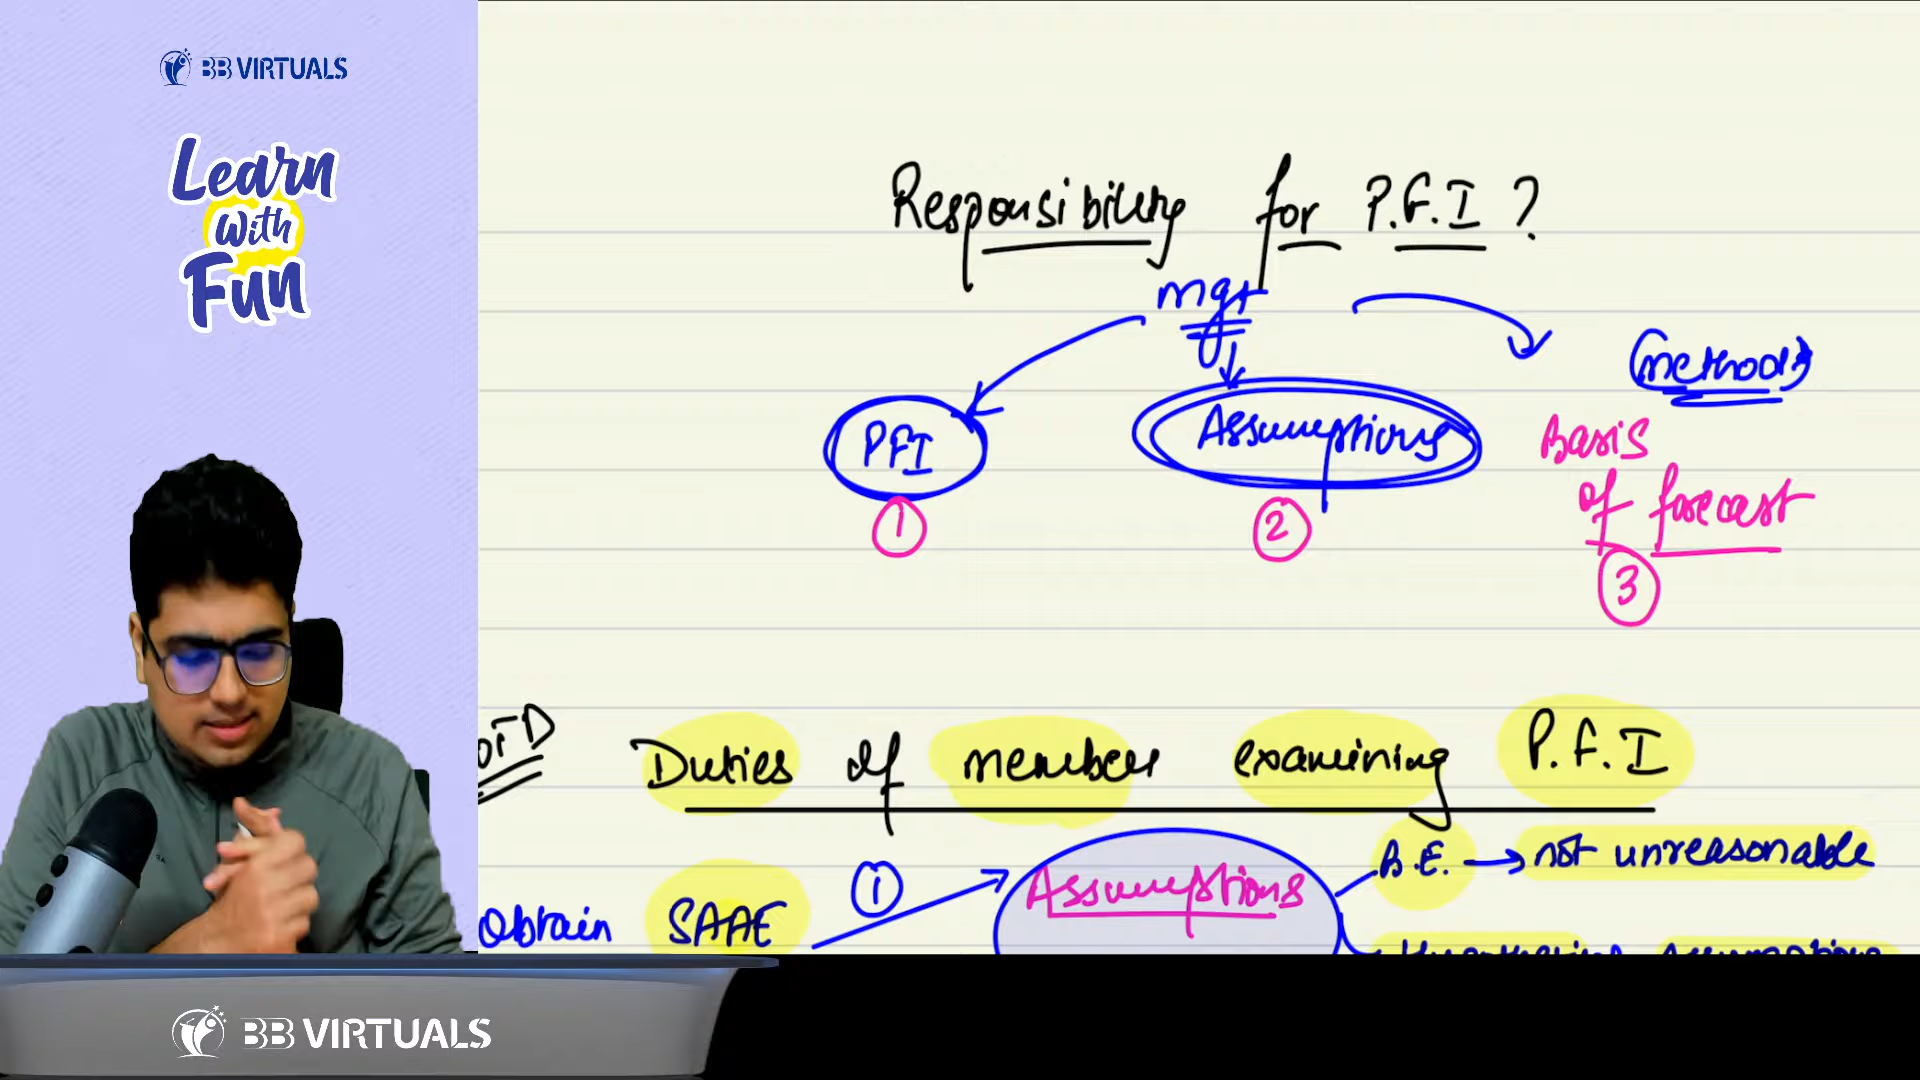 BB VIRTUALS
Learn
With
Fun
Responsibility for P.F.I ?
mgt
methods
PFI
Assumptions
Basis
of forecast
1
2
3
Duties of member examining P.F.I
B.E. → not unreasonable
1
Assumptions
Obtain SAAE
BB VIRTUALS